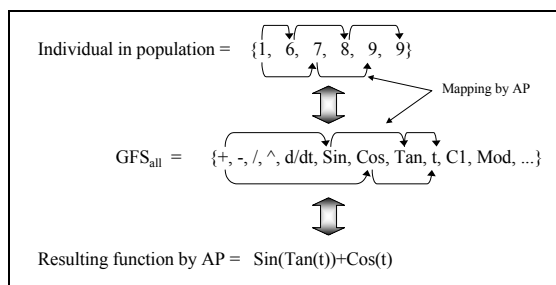 Individual in population = {1, 6, 7, 8, 9, 9}
Mapping by AP
GFSall = {+, -, /, ^, d/dt, Sin, Cos, Tan, t, C1, Mod, ...}
Resulting function by AP = Sin(Tan(t))+Cos(t)